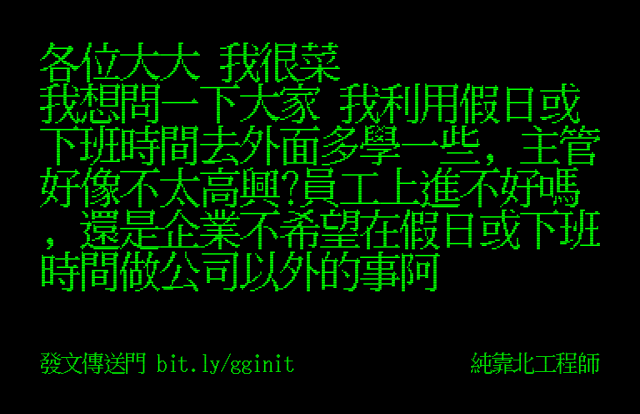 各位大大 我很菜
我想問一下大家 我利用假日或
下班時間去外面多學一些，主管
好像不太高興?員工上進不好嗎
，還是企業不希望在假日或下班
時間做公司以外的事阿
發文傳送門 bit.ly/gginit
純靠北工程師